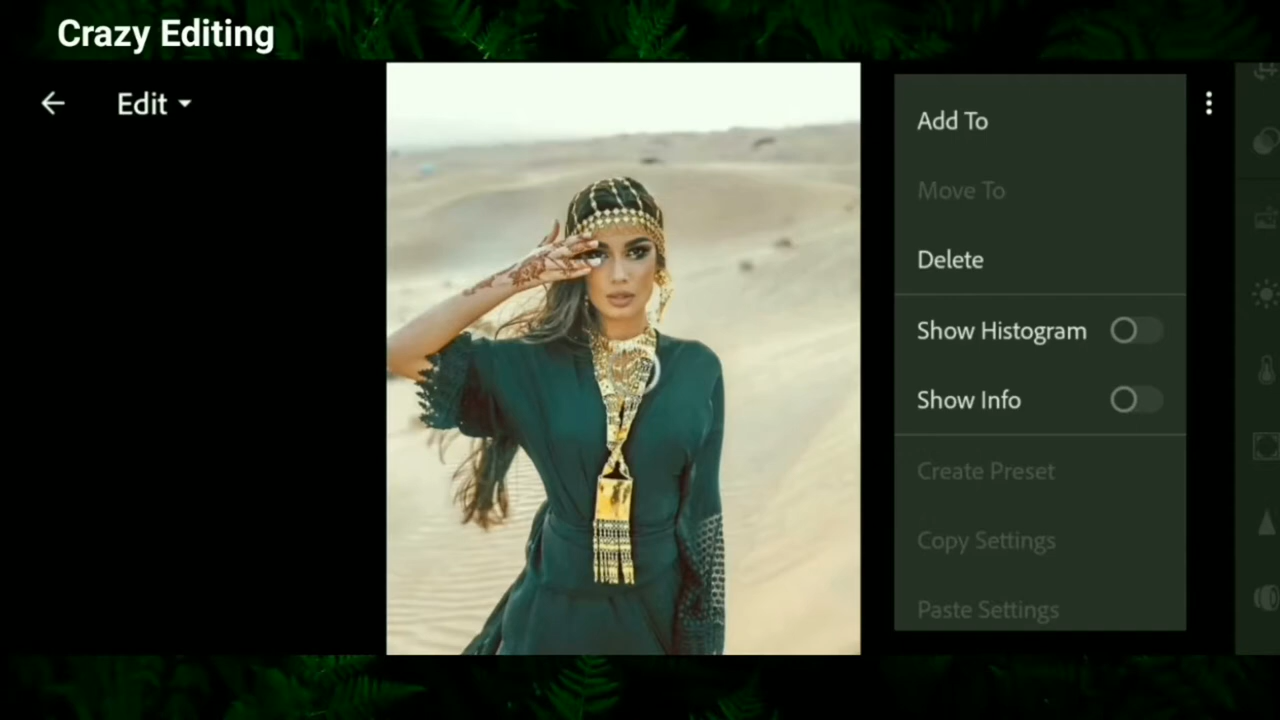 Crazy Editing
Edit
Add To
Move To
Delete
Show Histogram
Show Info
Create Preset
Copy Settings
Paste Settings